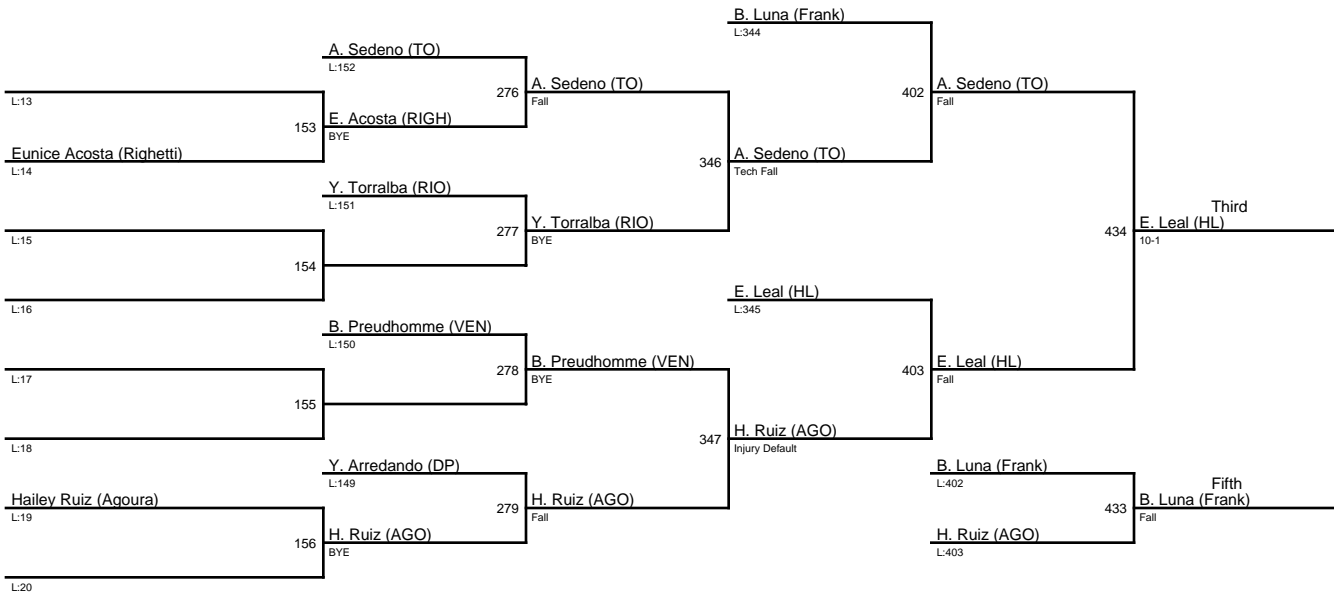 B. Luna (Frank)
L:344
A. Sedeno (TO)
L:152
276
A. Sedeno (TO)
Fall
402
A. Sedeno (TO)
Fall
L:13
153
E. Acosta (RIGH)
BYE
Eunice Acosta (Righetti)
L:14
346
A. Sedeno (TO)
Tech Fall
Y. Torralba (RIO)
L:151
277
Y. Torralba (RIO)
BYE
434
Third
E. Leal (HL)
10-1
L:15
154
L:16
E. Leal (HL)
L:345
B. Preudhomme (VEN)
L:150
278
B. Preudhomme (VEN)
BYE
403
E. Leal (HL)
Fall
L:17
155
L:18
347
H. Ruiz (AGO)
Injury Default
Y. Arredando (DP)
L:149
B. Luna (Frank)
L:402
Hailey Ruiz (Agoura)
L:19
279
H. Ruiz (AGO)
Fall
433
Fifth
B. Luna (Frank)
Fall
156
H. Ruiz (AGO)
BYE
H. Ruiz (AGO)
L:403
L:20